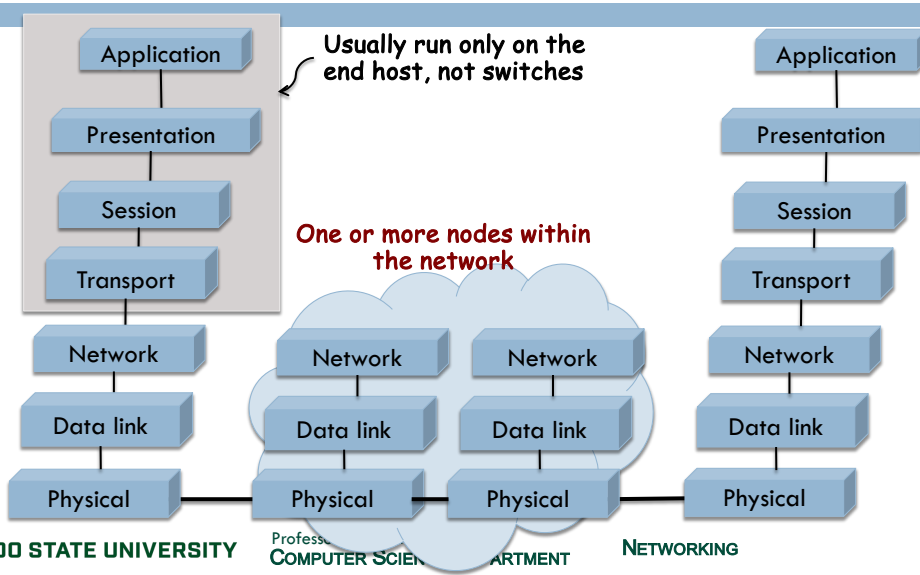 Application
Usually run only on the
end host, not switches
Application
Presentation
Presentation
Session
Session
One or more nodes within
the network
Transport
Transport
Network
Network
Network
Network
Data link
Data link
Data link
Data link
Physical
Physical
Physical
Physical
STATE UNIVERSITY
COMPUTER
NETWORKING